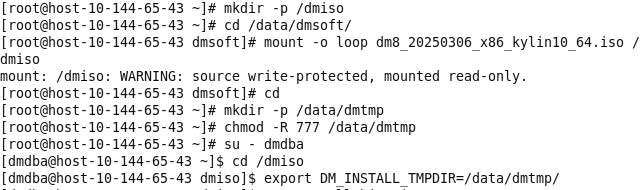 [root@host-10-144-65-43 ~]# mkdir -p /dmiso
[root@host-10-144-65-43 ~]# cd /data/dmsoft/
[root@host-10-144-65-43 dmsoft]# mount -o loop dm8_20250306_x86_kylin10_64.iso /
dmiso
mount: /dmiso: WARNING: source write-protected, mounted read-only.
[root@host-10-144-65-43 dmsoft]# cd
[root@host-10-144-65-43 ~]# mkdir -p /data/dmtmp
[root@host-10-144-65-43 ~]# chmod -R 777 /data/dmtmp
[root@host-10-144-65-43 ~]# su - dmdba
[dmdba@host-10-144-65-43 ~]$ cd /dmiso
[dmdba@host-10-144-65-43 dmiso]$ export DM_INSTALL_TMPDIR=/data/dmtmp/